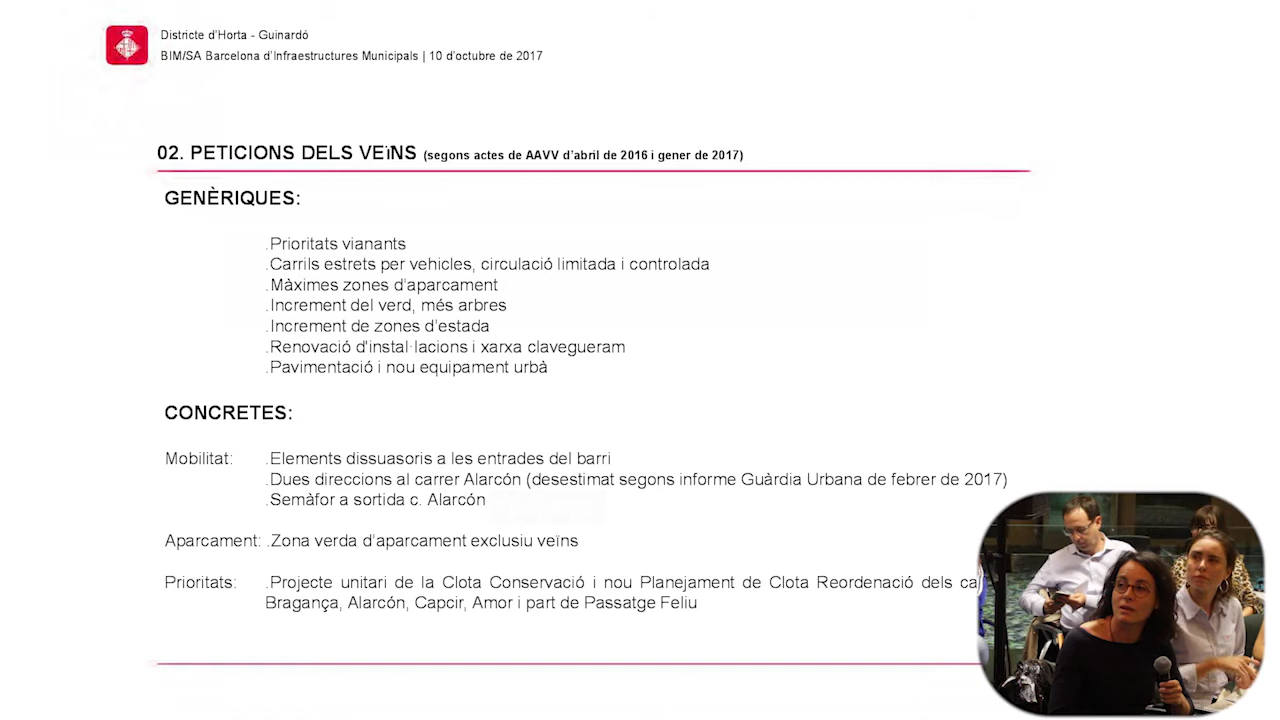 Districte d'Horta - Guinardó
BIM/SA Barcelona d'Infraestructures Municipals | 10 d'octubre de 2017
02. PETICIONS DELS VEïNS (segons actes de AAVV d'abril de 2016 i gener de 2017)
GENÈRIQUES:
.Prioritats vianants
.Carrils estrets per vehicles, circulació limitada i controlada
.Màximes zones d'aparcament
.Increment del verd, més arbres
.Increment de zones d'estada
.Renovació d'instal·lacions i xarxa clavegueram
.Pavimentació i nou equipament urbà
CONCRETES:
Mobilitat: .Elements dissuasoris a les entrades del barri
.Dues direccions al carrer Alarcón (desestimat segons informe Guàrdia Urbana de febrer de 2017)
.Semàfor a sortida c. Alarcón
Aparcament: .Zona verda d'aparcament exclusiu veïns
Prioritats: .Projecte unitari de la Clota Conservació i nou Planejament de Clota Reordenació dels
Bragança, Alarcón, Capcir, Amor i part de Passatge Feliu